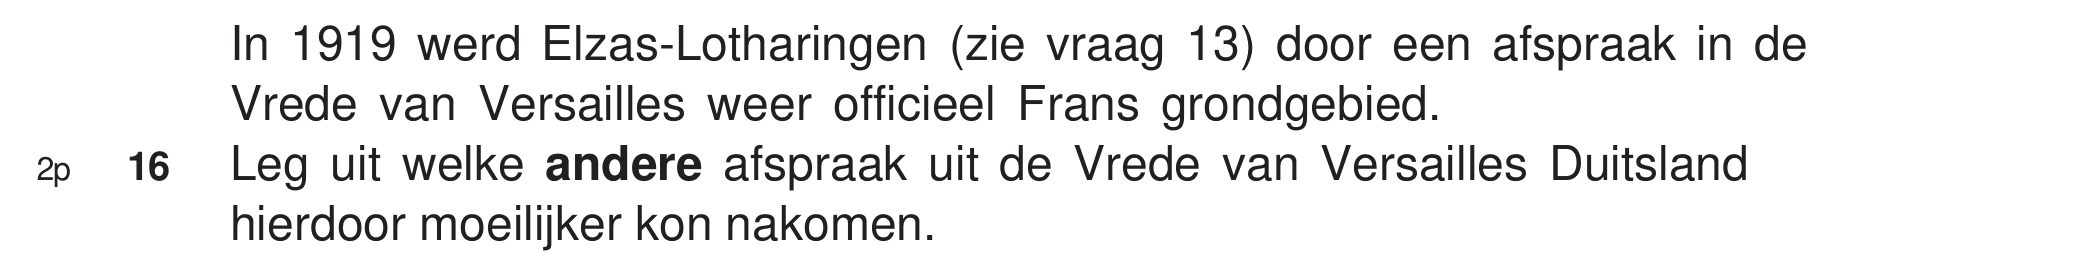 In 1919 werd Elzas-Lotharingen (zie vraag 13) door een afspraak in de
Vrede van Versailles weer officieel Frans grondgebied.
2p 16 Leg uit welke andere afspraak uit de Vrede van Versailles Duitsland
hierdoor moeilijker kon nakomen.